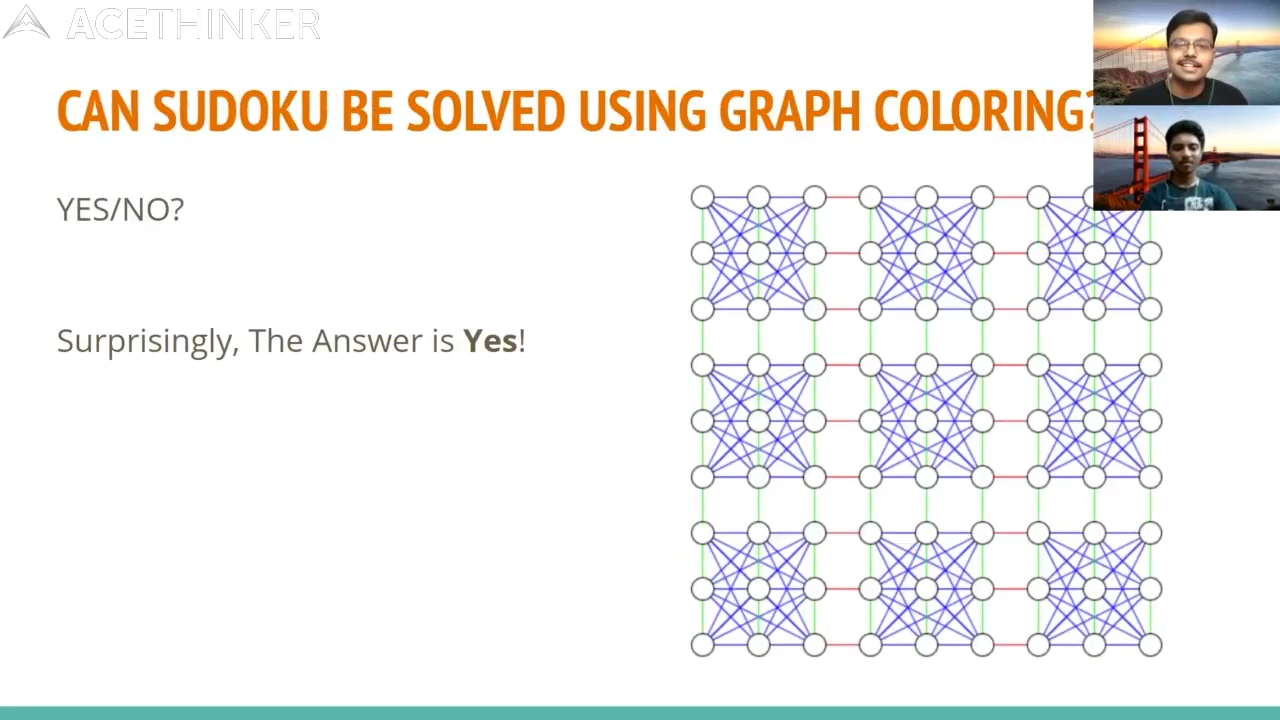 ACETHINKER
CAN SUDOKU BE SOLVED USING GRAPH COLORING?
YES/NO?
Surprisingly, The Answer is Yes!